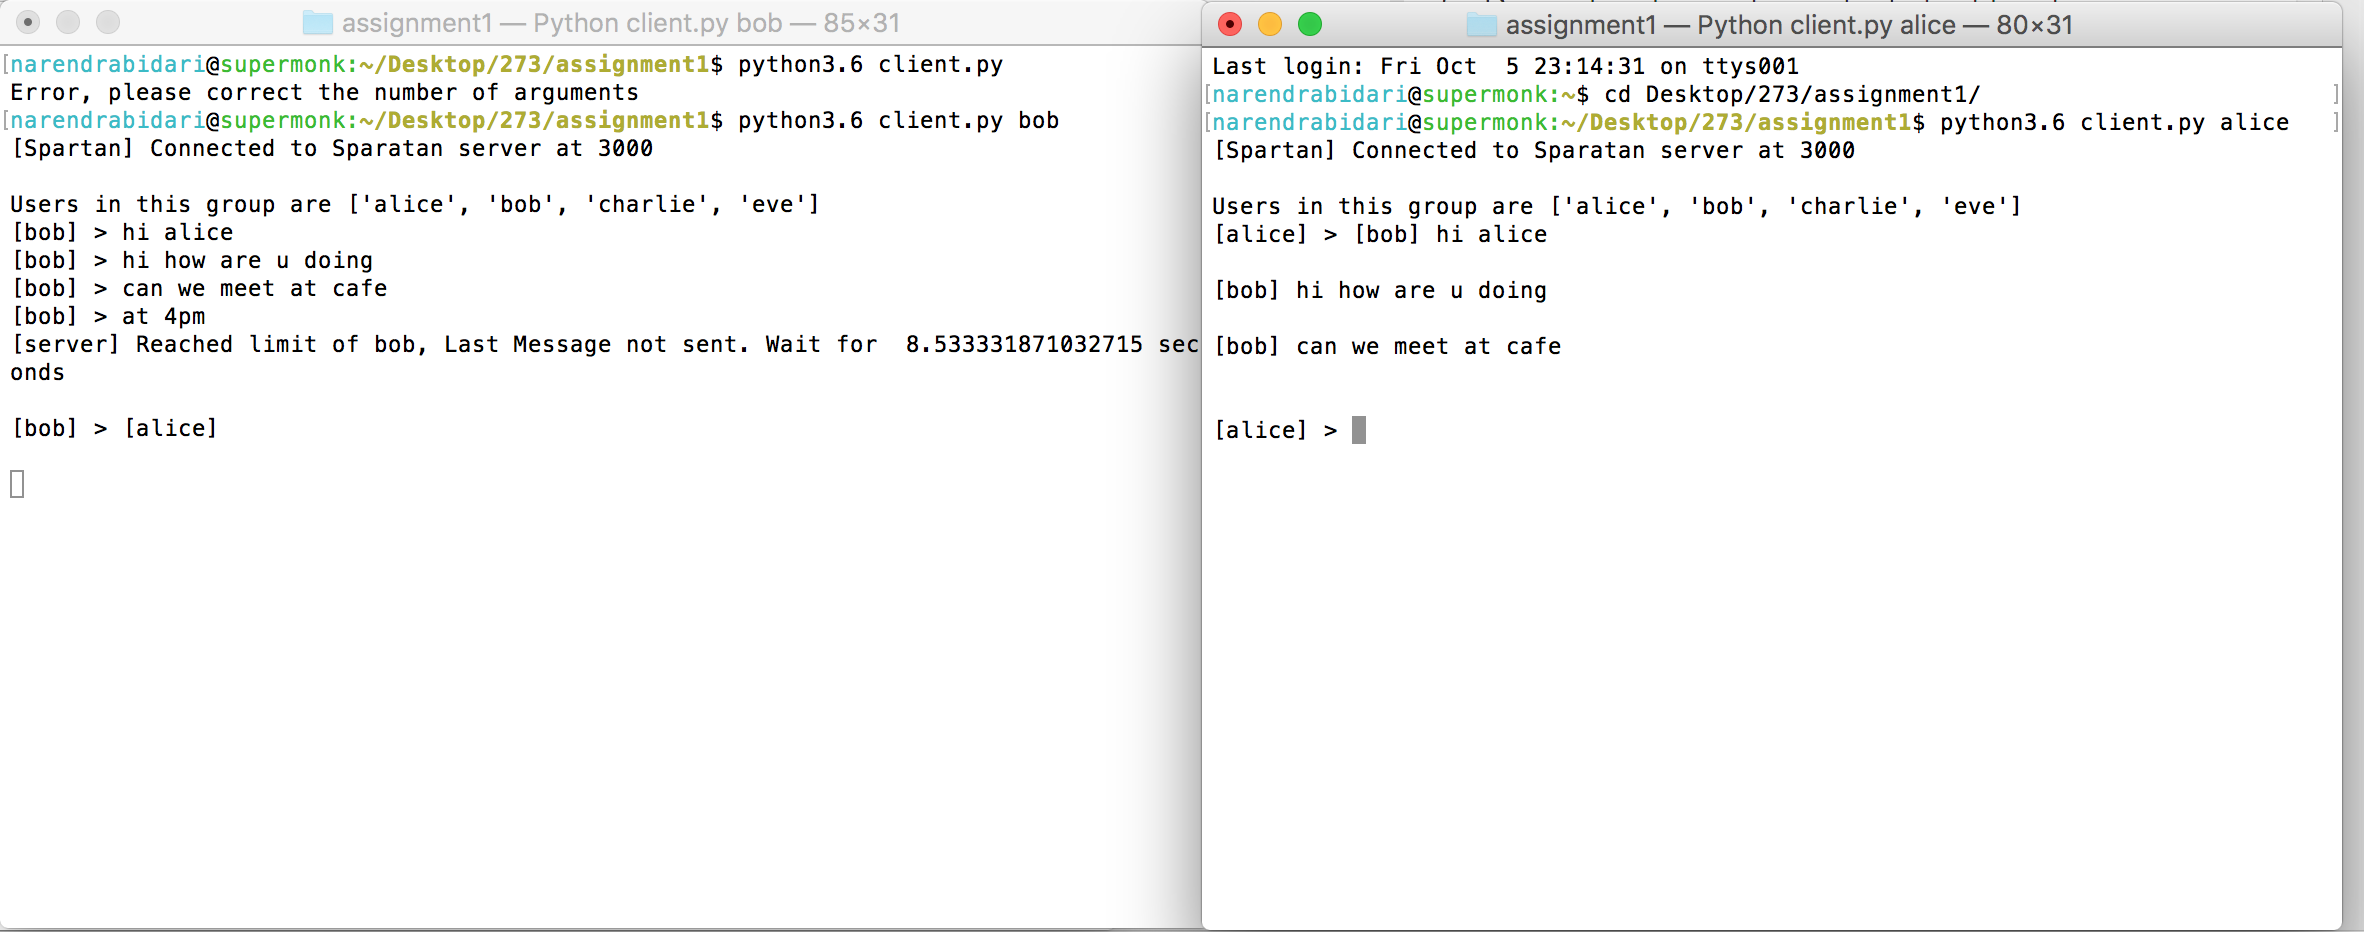 assignment1 — Python client.py bob — 85×31
[narendrabidari@supermonk:~/Desktop/273/assignment1$ python3.6 client.py
Error, please correct the number of arguments
[narendrabidari@supermonk:~/Desktop/273/assignment1$ python3.6 client.py bob
[Spartan] Connected to Sparatan server at 3000
Users in this group are ['alice', 'bob', 'charlie', 'eve']
[bob] > hi alice
[bob] > hi how are u doing
[bob] > can we meet at cafe
[bob] > at 4pm
[server] Reached limit of bob, Last Message not sent. Wait for  8.533331871032715 sec
onds
[bob] > [alice]
assignment1 — Python client.py alice — 80×31
Last login: Fri Oct  5 23:14:31 on ttys001
[narendrabidari@supermonk:~$ cd Desktop/273/assignment1/ ]
[narendrabidari@supermonk:~/Desktop/273/assignment1$ python3.6 client.py alice ]
[Spartan] Connected to Sparatan server at 3000
Users in this group are ['alice', 'bob', 'charlie', 'eve']
[alice] > [bob] hi alice
[bob] hi how are u doing
[bob] can we meet at cafe
[alice] >